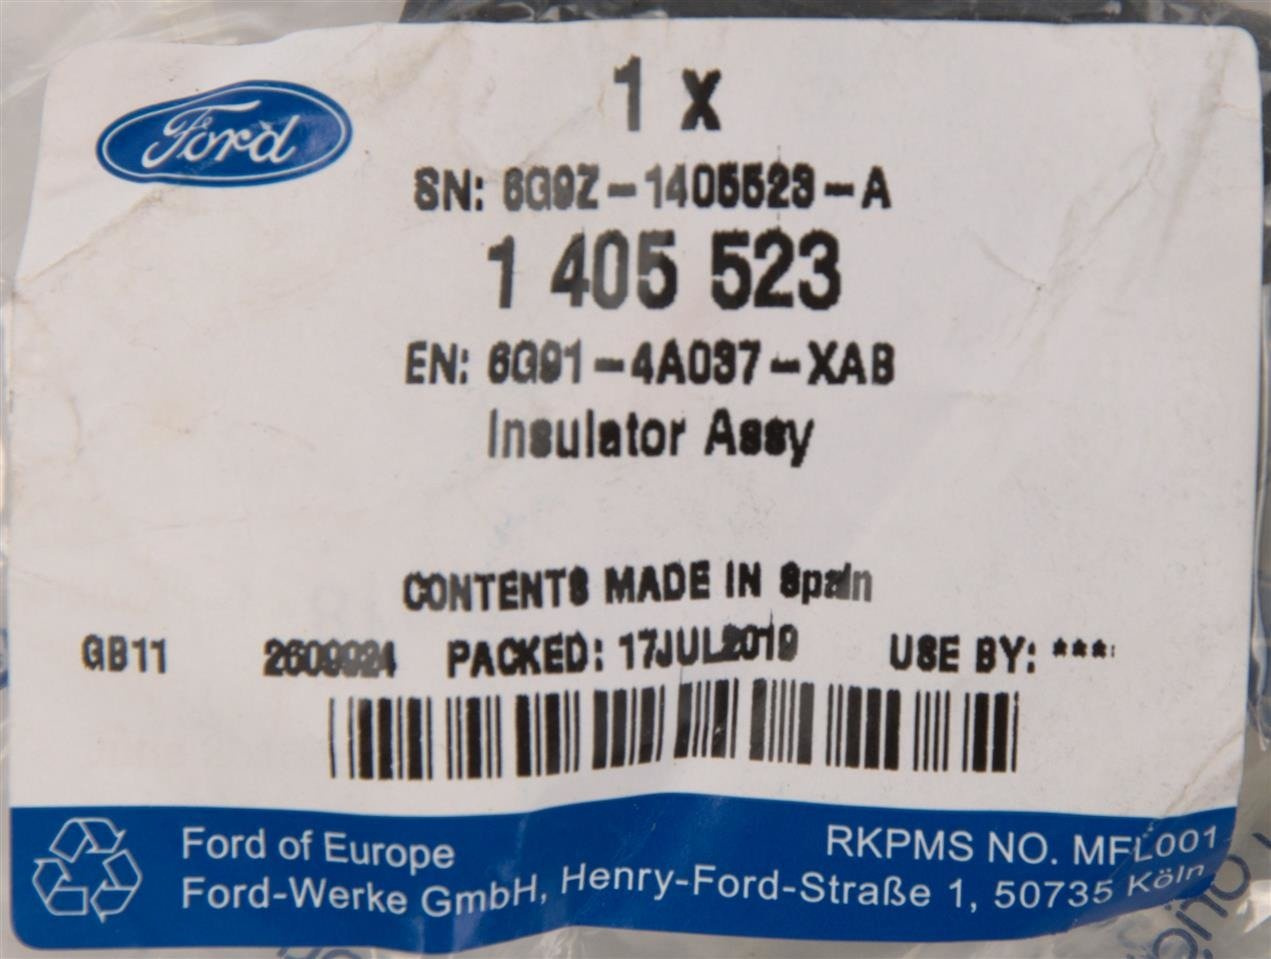 Ford
1 x
SN: 6G9Z-1405523-A
1 405 523
EN: 6G91-4A037-XAB
Insulator Assy
CONTENTS MADE IN Spain
GB11 2609924 PACKED: 17JUL2019 USE BY: ***
Ford of Europe RKPMS NO. MFL001
Ford-Werke GmbH, Henry-Ford-Straße 1, 50735 Köln